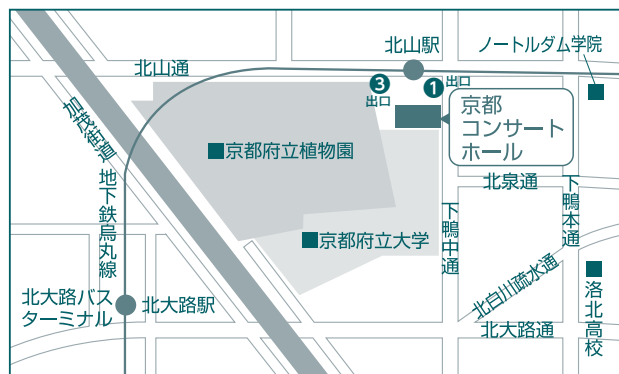 北山駅
ノートルダム学院
北山通
❸
出口
❶
出口
京都
コンサート
ホール
加茂街道
京都府立植物園
北泉通
地下鉄烏丸線
下鴨中通
下鴨本通
京都府立大学
北白川疏水通
洛北高校
北大路バス
ターミナル
北大路駅
北大路通